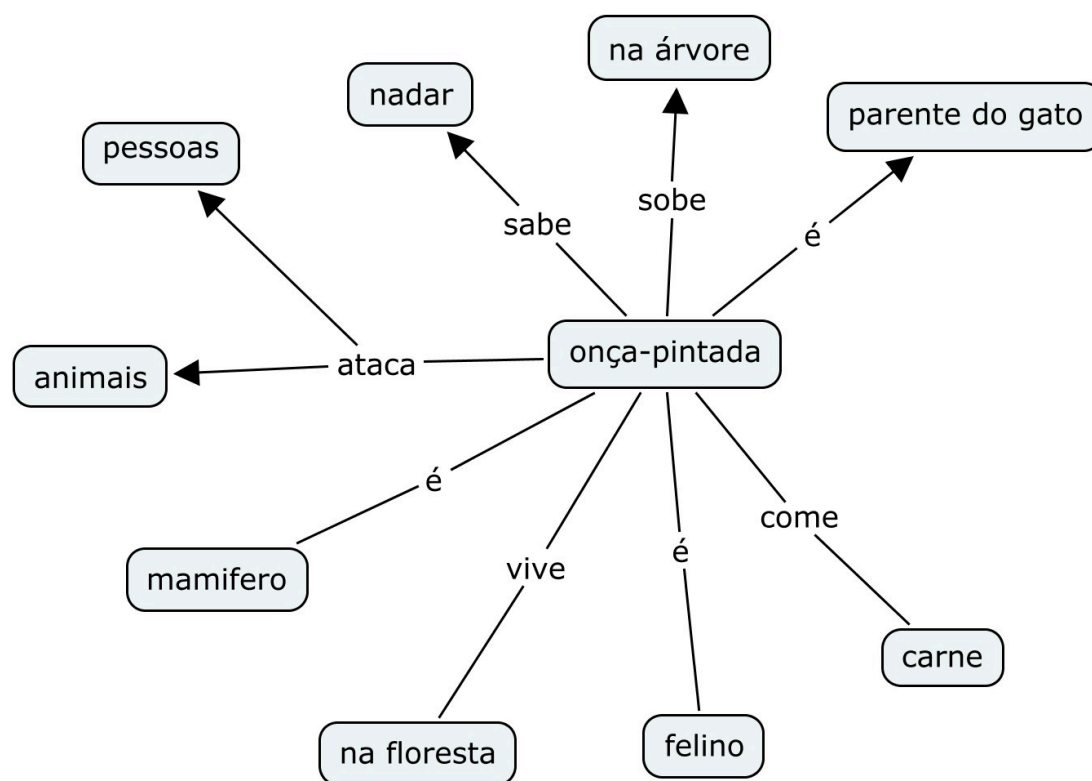 na árvore
nadar
parente do gato
pessoas
sobe
sabe
é
onça-pintada
ataca
animais
é
come
é
vive
mamifero
carne
felino
na floresta